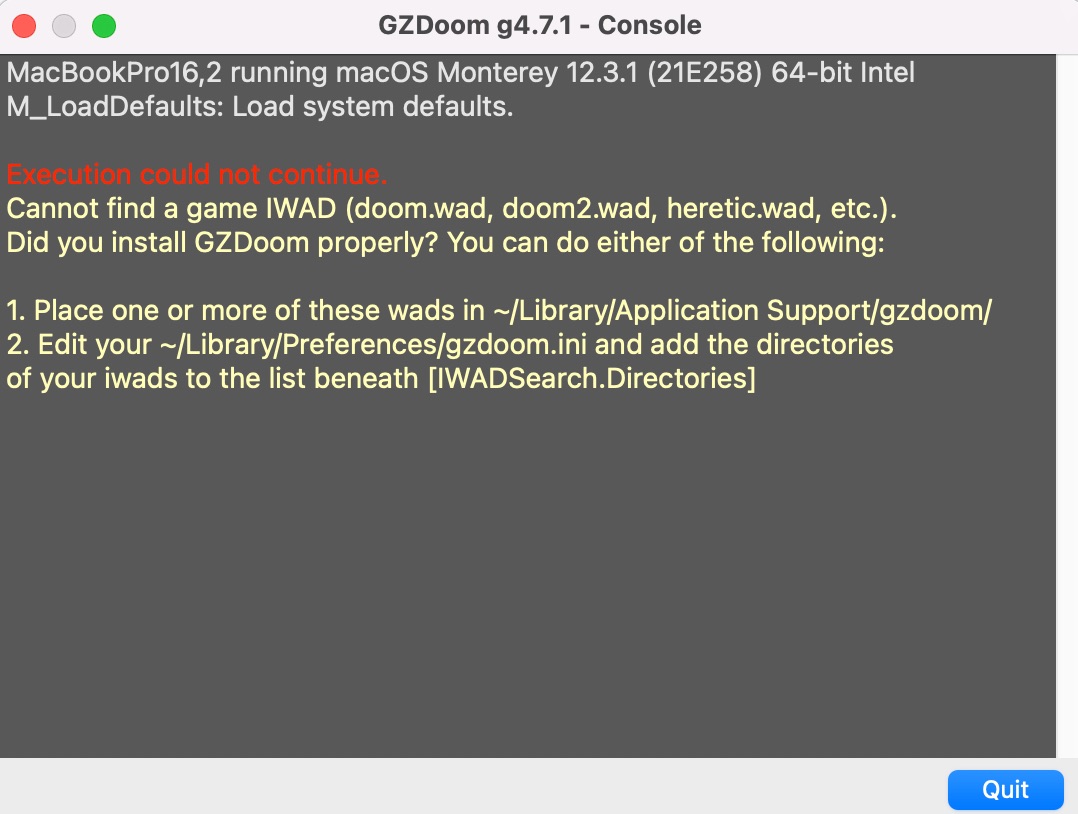 GZDoom g4.7.1 - Console
MacBookPro16,2 running macOS Monterey 12.3.1 (21E258) 64-bit Intel
M_LoadDefaults: Load system defaults.
Execution could not continue.
Cannot find a game IWAD (doom.wad, doom2.wad, heretic.wad, etc.).
Did you install GZDoom properly? You can do either of the following:
1. Place one or more of these wads in ~/Library/Application Support/gzdoom/
2. Edit your ~/Library/Preferences/gzdoom.ini and add the directories
of your iwads to the list beneath [IWADSearch.Directories]
Quit